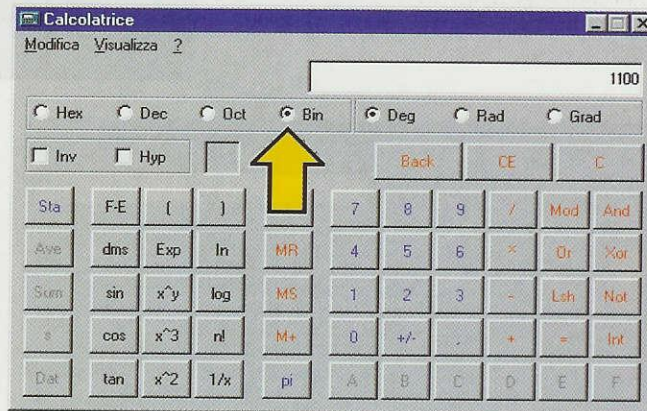 Calcolatrice
Modifica Visualizza ?
1100
Hex Dec Oct Bin Deg Rad Grad
Inv Hyp Back CE C
Sta F-E ( ) 7 8 9 / Mod And
Ave dms Exp ln MR 4 5 6 * Or Xor
Sum sin x^y log MS 1 2 3 - Lsh Not
s cos x^3 n! M+ 0 +/- , + = Int
Dat tan x^2 1/x pi A B C D E F